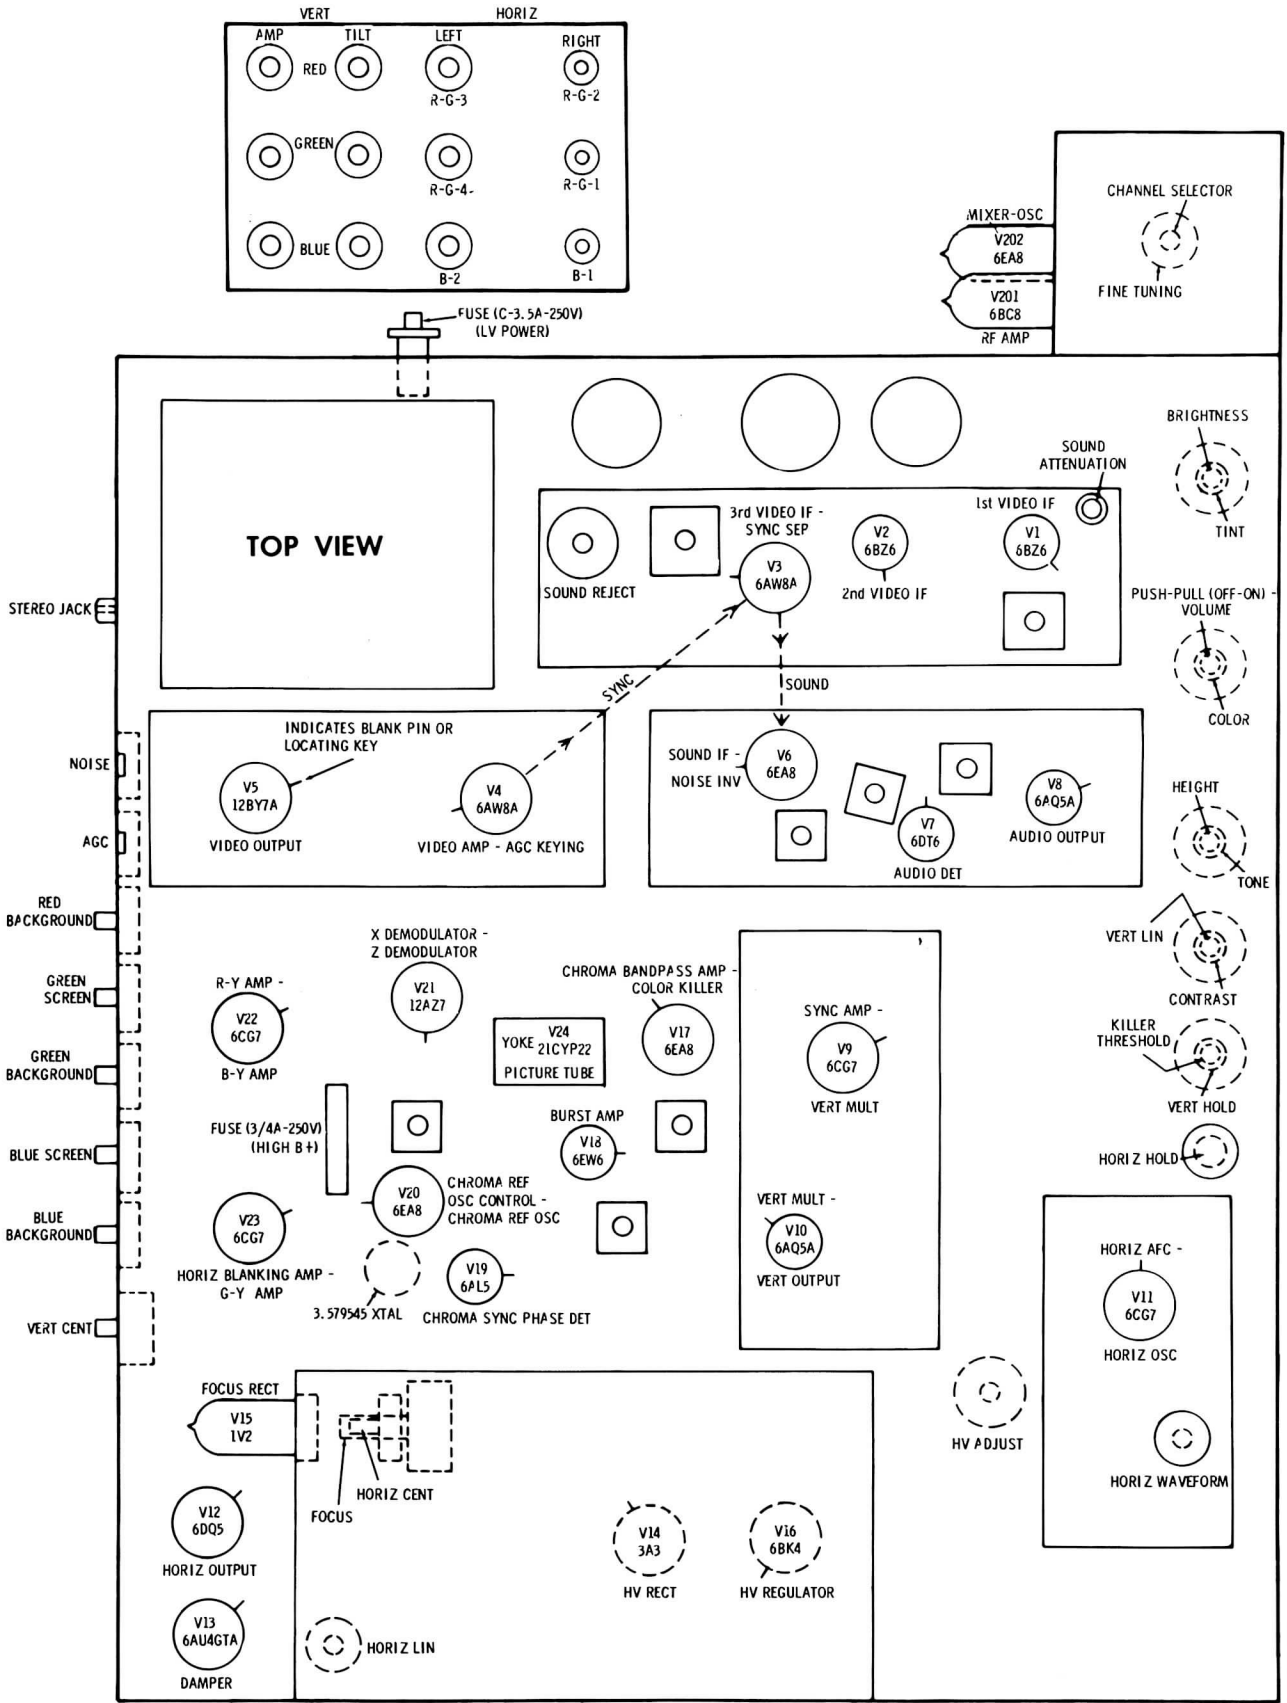 VERT
HORIZ
AMP
TILT
LEFT
RIGHT
RED
R-G-3
R-G-2
GREEN
R-G-4
R-G-1
BLUE
B-2
B-1
FUSE (C-3.5A-250V)
(LV POWER)
CHANNEL SELECTOR
MIXER-OSC
V202
6EA8
FINE TUNING
V201
6BC8
RF AMP
BRIGHTNESS
TINT
SOUND
ATTENUATION
1st VIDEO IF
V1
6BZ6
V2
6BZ6
2nd VIDEO IF
3rd VIDEO IF -
SYNC SEP
V3
6AW8A
SOUND REJECT
TOP VIEW
STEREO JACK
PUSH-PULL (OFF-ON) -
VOLUME
COLOR
SYNC
SOUND
INDICATES BLANK PIN OR
LOCATING KEY
V5
12BY7A
VIDEO OUTPUT
V4
6AW8A
VIDEO AMP - AGC KEYING
SOUND IF -
NOISE INV
V6
6EA8
V7
6DT6
AUDIO DET
V8
6AQ5A
AUDIO OUTPUT
NOISE
AGC
HEIGHT
TONE
RED
BACKGROUND
GREEN
SCREEN
GREEN
BACKGROUND
BLUE SCREEN
BLUE
BACKGROUND
VERT CENT
VERT LIN
CONTRAST
KILLER
THRESHOLD
VERT HOLD
HORIZ HOLD
X DEMODULATOR -
Z DEMODULATOR
V21
12AZ7
R-Y AMP -
V22
6CG7
B-Y AMP
YOKE
V24
21CYP22
PICTURE TUBE
CHROMA BANDPASS AMP -
COLOR KILLER
V17
6EA8
SYNC AMP -
V9
6CG7
VERT MULT
FUSE (3/4A-250V)
(HIGH B+)
BURST AMP
V18
6EW6
V20
6EA8
CHROMA REF
OSC CONTROL -
CHROMA REF OSC
V23
6CG7
HORIZ BLANKING AMP -
G-Y AMP
3.579545 XTAL
V19
6AL5
CHROMA SYNC PHASE DET
VERT MULT -
V10
6AQ5A
VERT OUTPUT
HORIZ AFC -
V11
6CG7
HORIZ OSC
HV ADJUST
HORIZ WAVEFORM
FOCUS RECT
V15
1V2
HORIZ CENT
FOCUS
V12
6DQ5
HORIZ OUTPUT
V14
3A3
HV RECT
V16
6BK4
HV REGULATOR
V13
6AU4GTA
DAMPER
HORIZ LIN